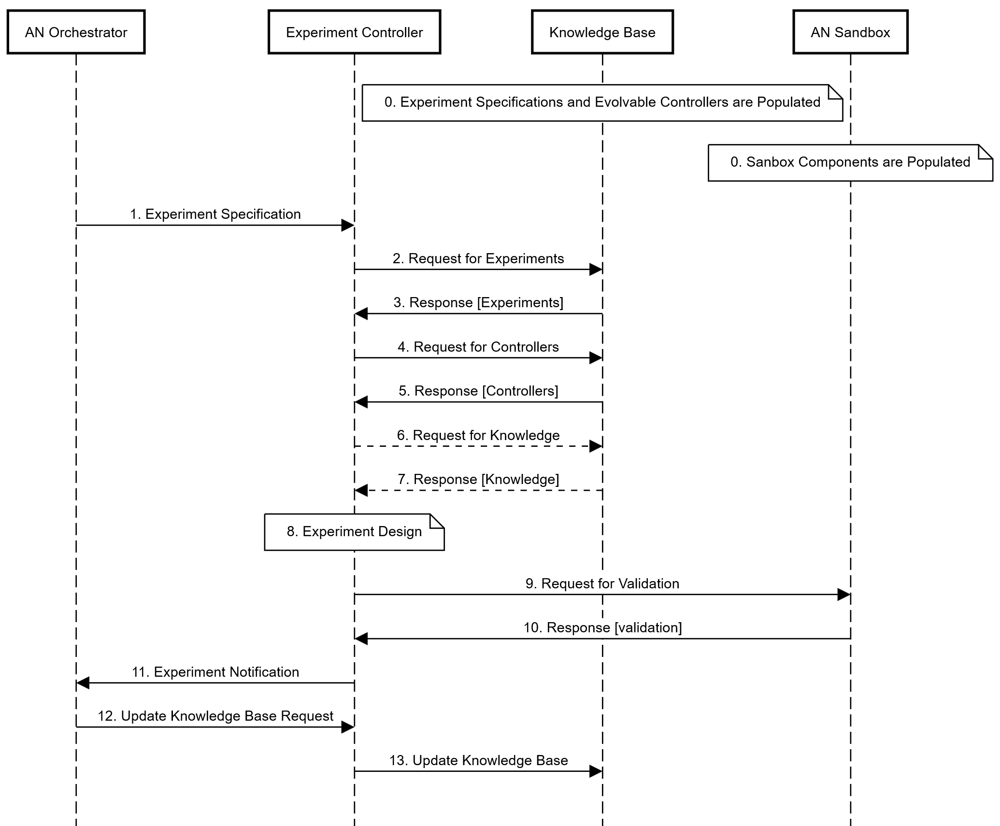 AN Orchestrator
Experiment Controller
Knowledge Base
AN Sandbox
0. Experiment Specifications and Evolvable Controllers are Populated
0. Sanbox Components are Populated
1. Experiment Specification
2. Request for Experiments
3. Response [Experiments]
4. Request for Controllers
5. Response [Controllers]
6. Request for Knowledge
7. Response [Knowledge]
8. Experiment Design
9. Request for Validation
10. Response [validation]
11. Experiment Notification
12. Update Knowledge Base Request
13. Update Knowledge Base